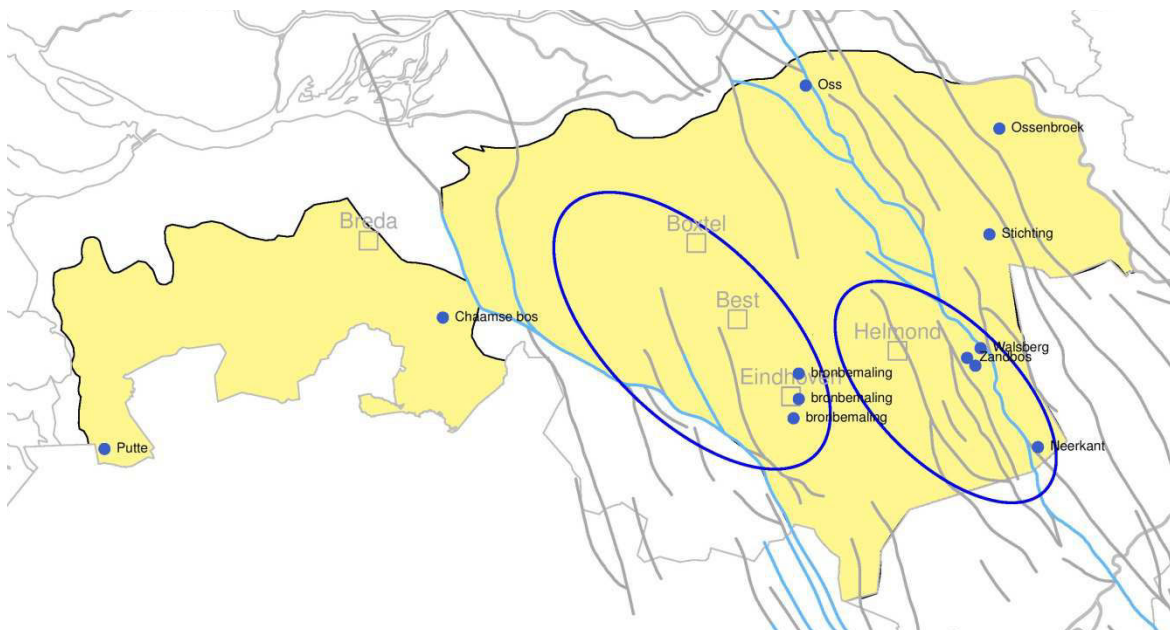 Oss
Ossenbroek
Breda
Boxtel
Stichting
Best
Chaamse bos
Helmond
Walsberg
Zandbos
bronbemaling
Eindhoven
bronbemaling
bronbemaling
Neerkant
Putte